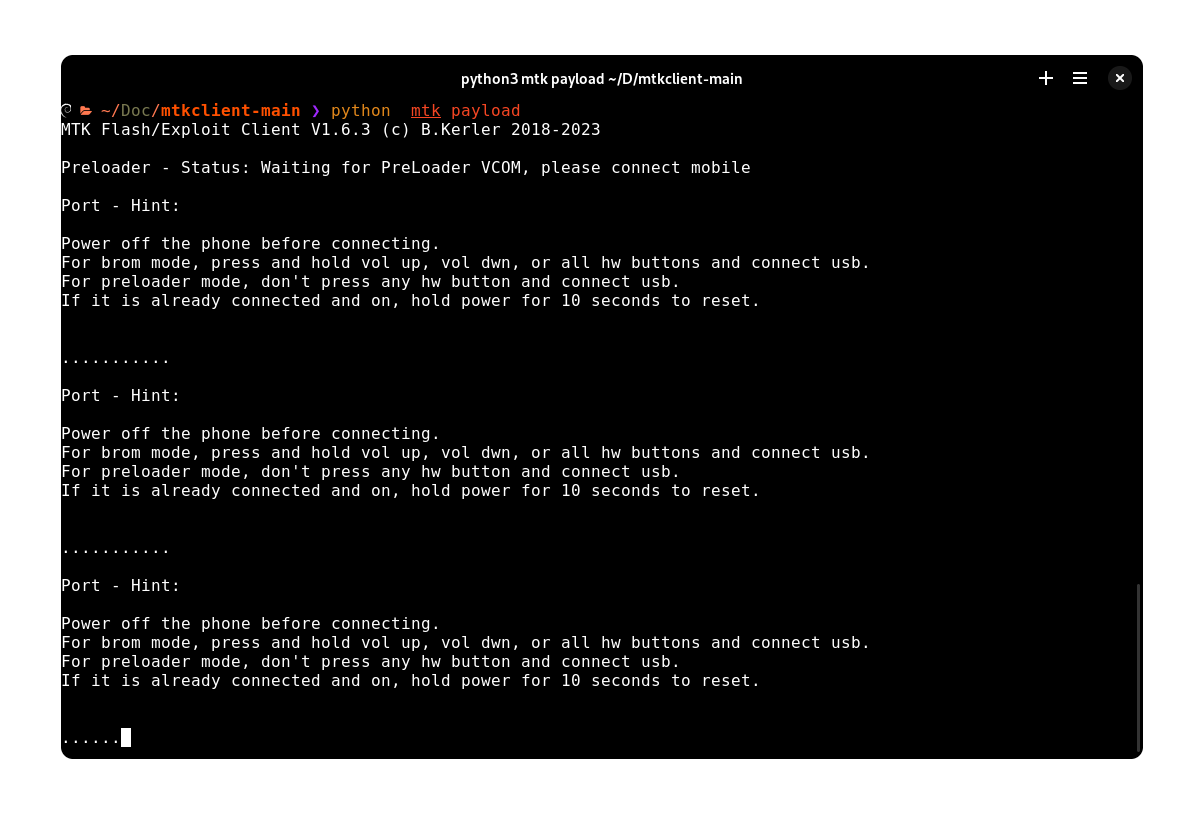 python3 mtk payload ~/D/mtkclient-main
~/Doc/mtkclient-main ❯ python  mtk payload
MTK Flash/Exploit Client V1.6.3 (c) B.Kerler 2018-2023
Preloader - Status: Waiting for PreLoader VCOM, please connect mobile
Port - Hint:
Power off the phone before connecting.
For brom mode, press and hold vol up, vol dwn, or all hw buttons and connect usb.
For preloader mode, don't press any hw button and connect usb.
If it is already connected and on, hold power for 10 seconds to reset.
...........
Port - Hint:
Power off the phone before connecting.
For brom mode, press and hold vol up, vol dwn, or all hw buttons and connect usb.
For preloader mode, don't press any hw button and connect usb.
If it is already connected and on, hold power for 10 seconds to reset.
...........
Port - Hint:
Power off the phone before connecting.
For brom mode, press and hold vol up, vol dwn, or all hw buttons and connect usb.
For preloader mode, don't press any hw button and connect usb.
If it is already connected and on, hold power for 10 seconds to reset.
......